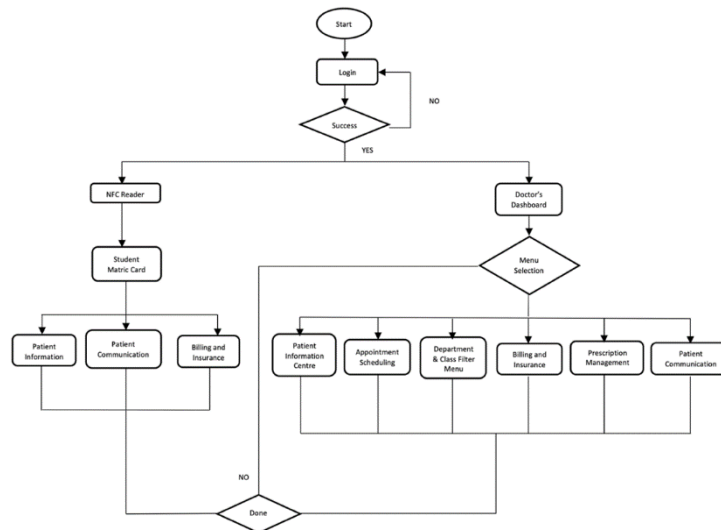 Start
Login
NO
Success
YES
NFC Reader
Doctor's
Dashboard
Student
Matric Card
Menu
Selection
Patient
Information
Patient
Communication
Billing and
Insurance
Patient
Information
Centre
Appointment
Scheduling
Department
& Class Filter
Menu
Billing and
Insurance
Prescription
Management
Patient
Communication
NO
Done